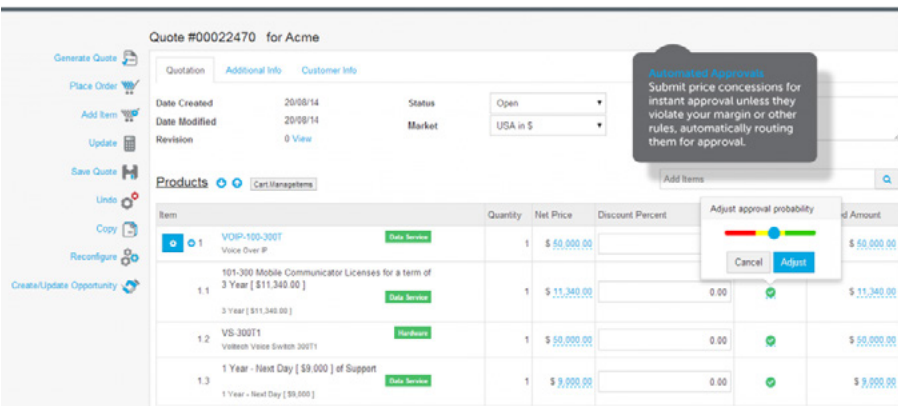 Quote #00022470 for Acme
Generate Quote
Place Order
Add Item
Update
Save Quote
Undo
Copy
Reconfigure
Create/Update Opportunity
Quotation Additional Info Customer Info
Date Created 20/08/14 Status Open
Date Modified 20/08/14 Market USA in $
Revision 0 View
Automated Approvals
Submit price concessions for
instant approval unless they
violate your margin or other
rules, automatically routing
them for approval.
Products Cart.ManageItems Add Items
Item Quantity Net Price Discount Percent ed Amount
Adjust approval probability
Cancel Adjust
1 VOIP-100-300T Data Service 1 $ 50,000.00 $ 50,000.00
Voice Over IP
101-300 Mobile Communicator Licenses for a term of
1.1 3 Year [ $11,340.00 ] Data Service 1 $ 11,340.00 0.00 $ 11,340.00
3 Year [ $11,340.00 ]
1.2 VS-300T1 Hardware 1 $ 50,000.00 0.00 $ 50,000.00
Voltech Voice Switch 300T1
1 Year - Next Day [ $9,000 ] of Support
1.3 Data Service 1 $ 9,000.00 0.00 $ 9,000.00
1 Year - Next Day [ $9,000 ]